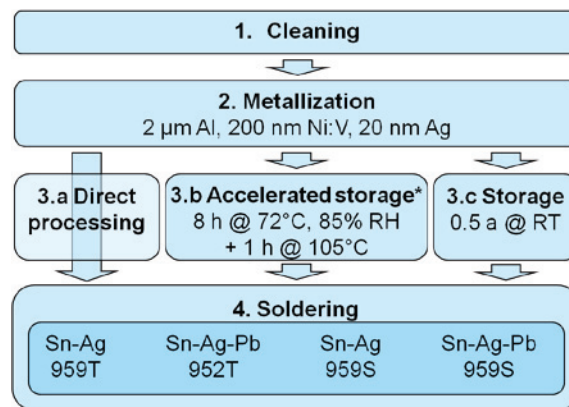 1. Cleaning
2. Metallization
2 µm Al, 200 nm Ni:V, 20 nm Ag
3.a Direct
processing
3.b Accelerated storage*
8 h @ 72°C, 85% RH
+ 1 h @ 105°C
3.c Storage
0.5 a @ RT
4. Soldering
Sn-Ag Sn-Ag-Pb Sn-Ag Sn-Ag-Pb
959T 952T 959S 959S